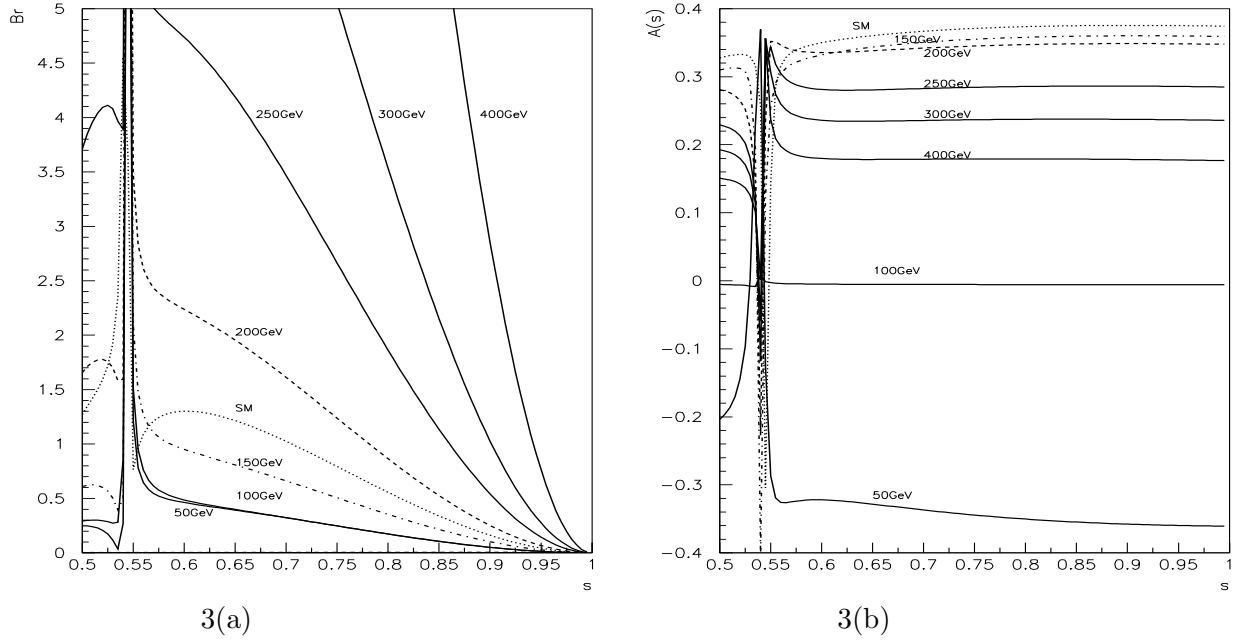 Br
5
4.5
4
3.5
3
2.5
2
1.5
1
0.5
0
250GeV
300GeV
400GeV
200GeV
SM
150GeV
100GeV
50GeV
0.5 0.55 0.6 0.65 0.7 0.75 0.8 0.85 0.9 0.95 1
s
3(a)
A(s)
0.4
0.3
0.2
0.1
0
−0.1
−0.2
−0.3
−0.4
SM
150GeV
200GeV
250GeV
300GeV
400GeV
100GeV
50GeV
0.5 0.55 0.6 0.65 0.7 0.75 0.8 0.85 0.9 0.95 1
s
3(b)